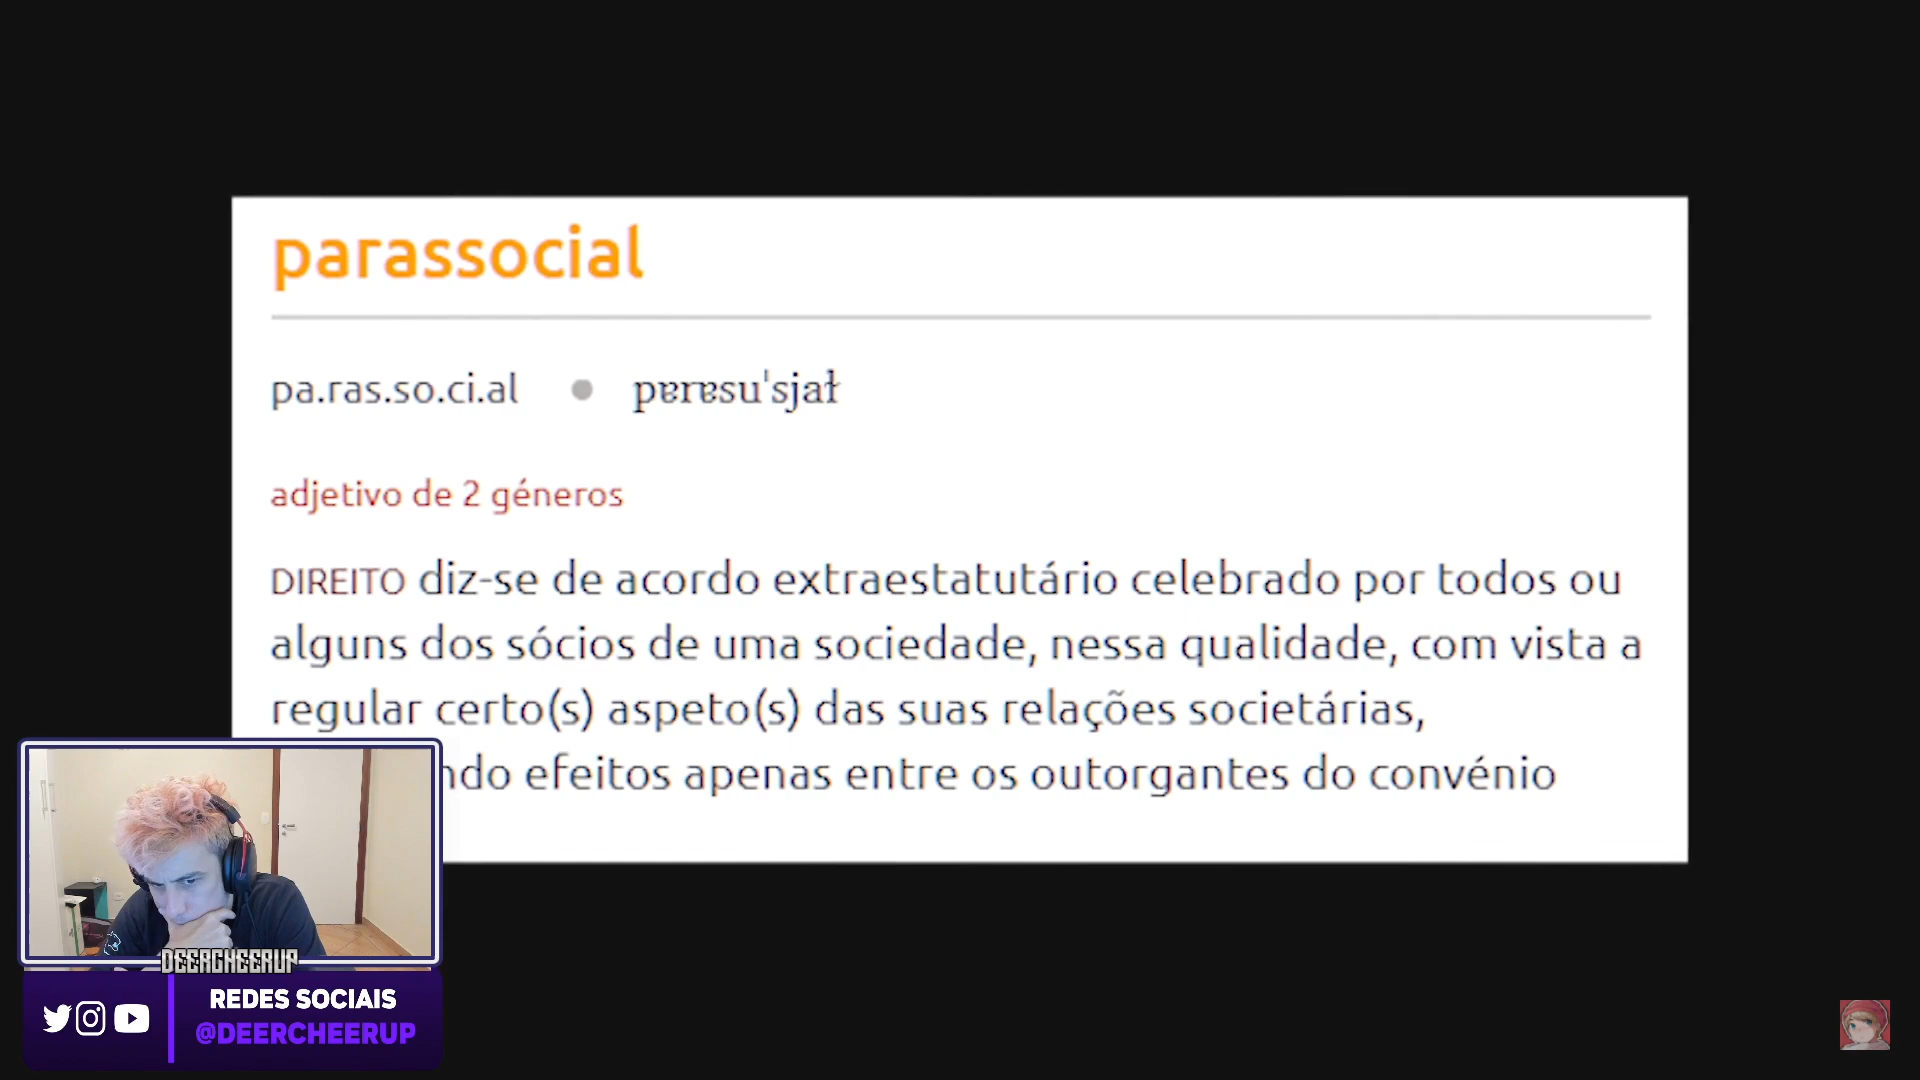 parassocial
pa.ras.so.ci.al ● pɐrɐsuˈsjaɫ
adjetivo de 2 géneros
DIREITO diz-se de acordo extraestatutário celebrado por todos ou
alguns dos sócios de uma sociedade, nessa qualidade, com vista a
regular certo(s) aspeto(s) das suas relações societárias,
ndo efeitos apenas entre os outorgantes do convénio
DEERCHEERUP
REDES SOCIAIS
@DEERCHEERUP